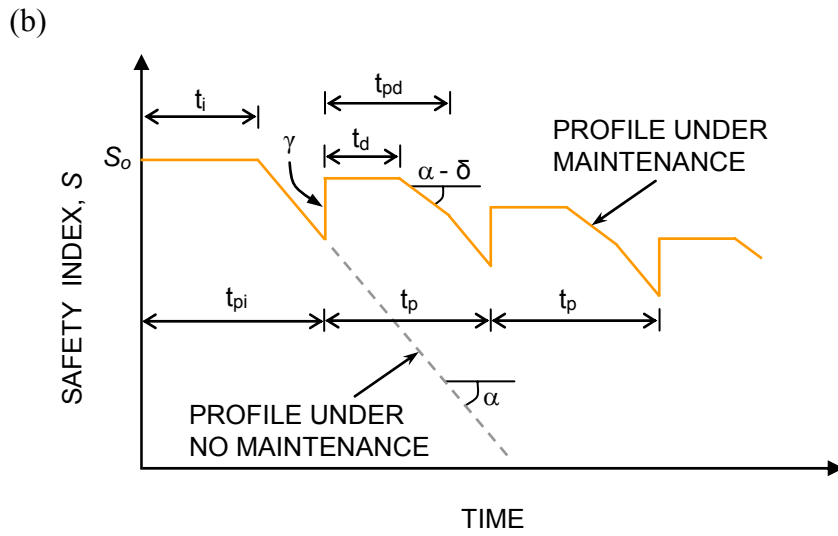 (b)
t_pd
t_i
t_d
PROFILE UNDER
MAINTENANCE
γ
S_o
α - δ
SAFETY INDEX, S
t_pi
t_p
t_p
α
PROFILE UNDER
NO MAINTENANCE
TIME